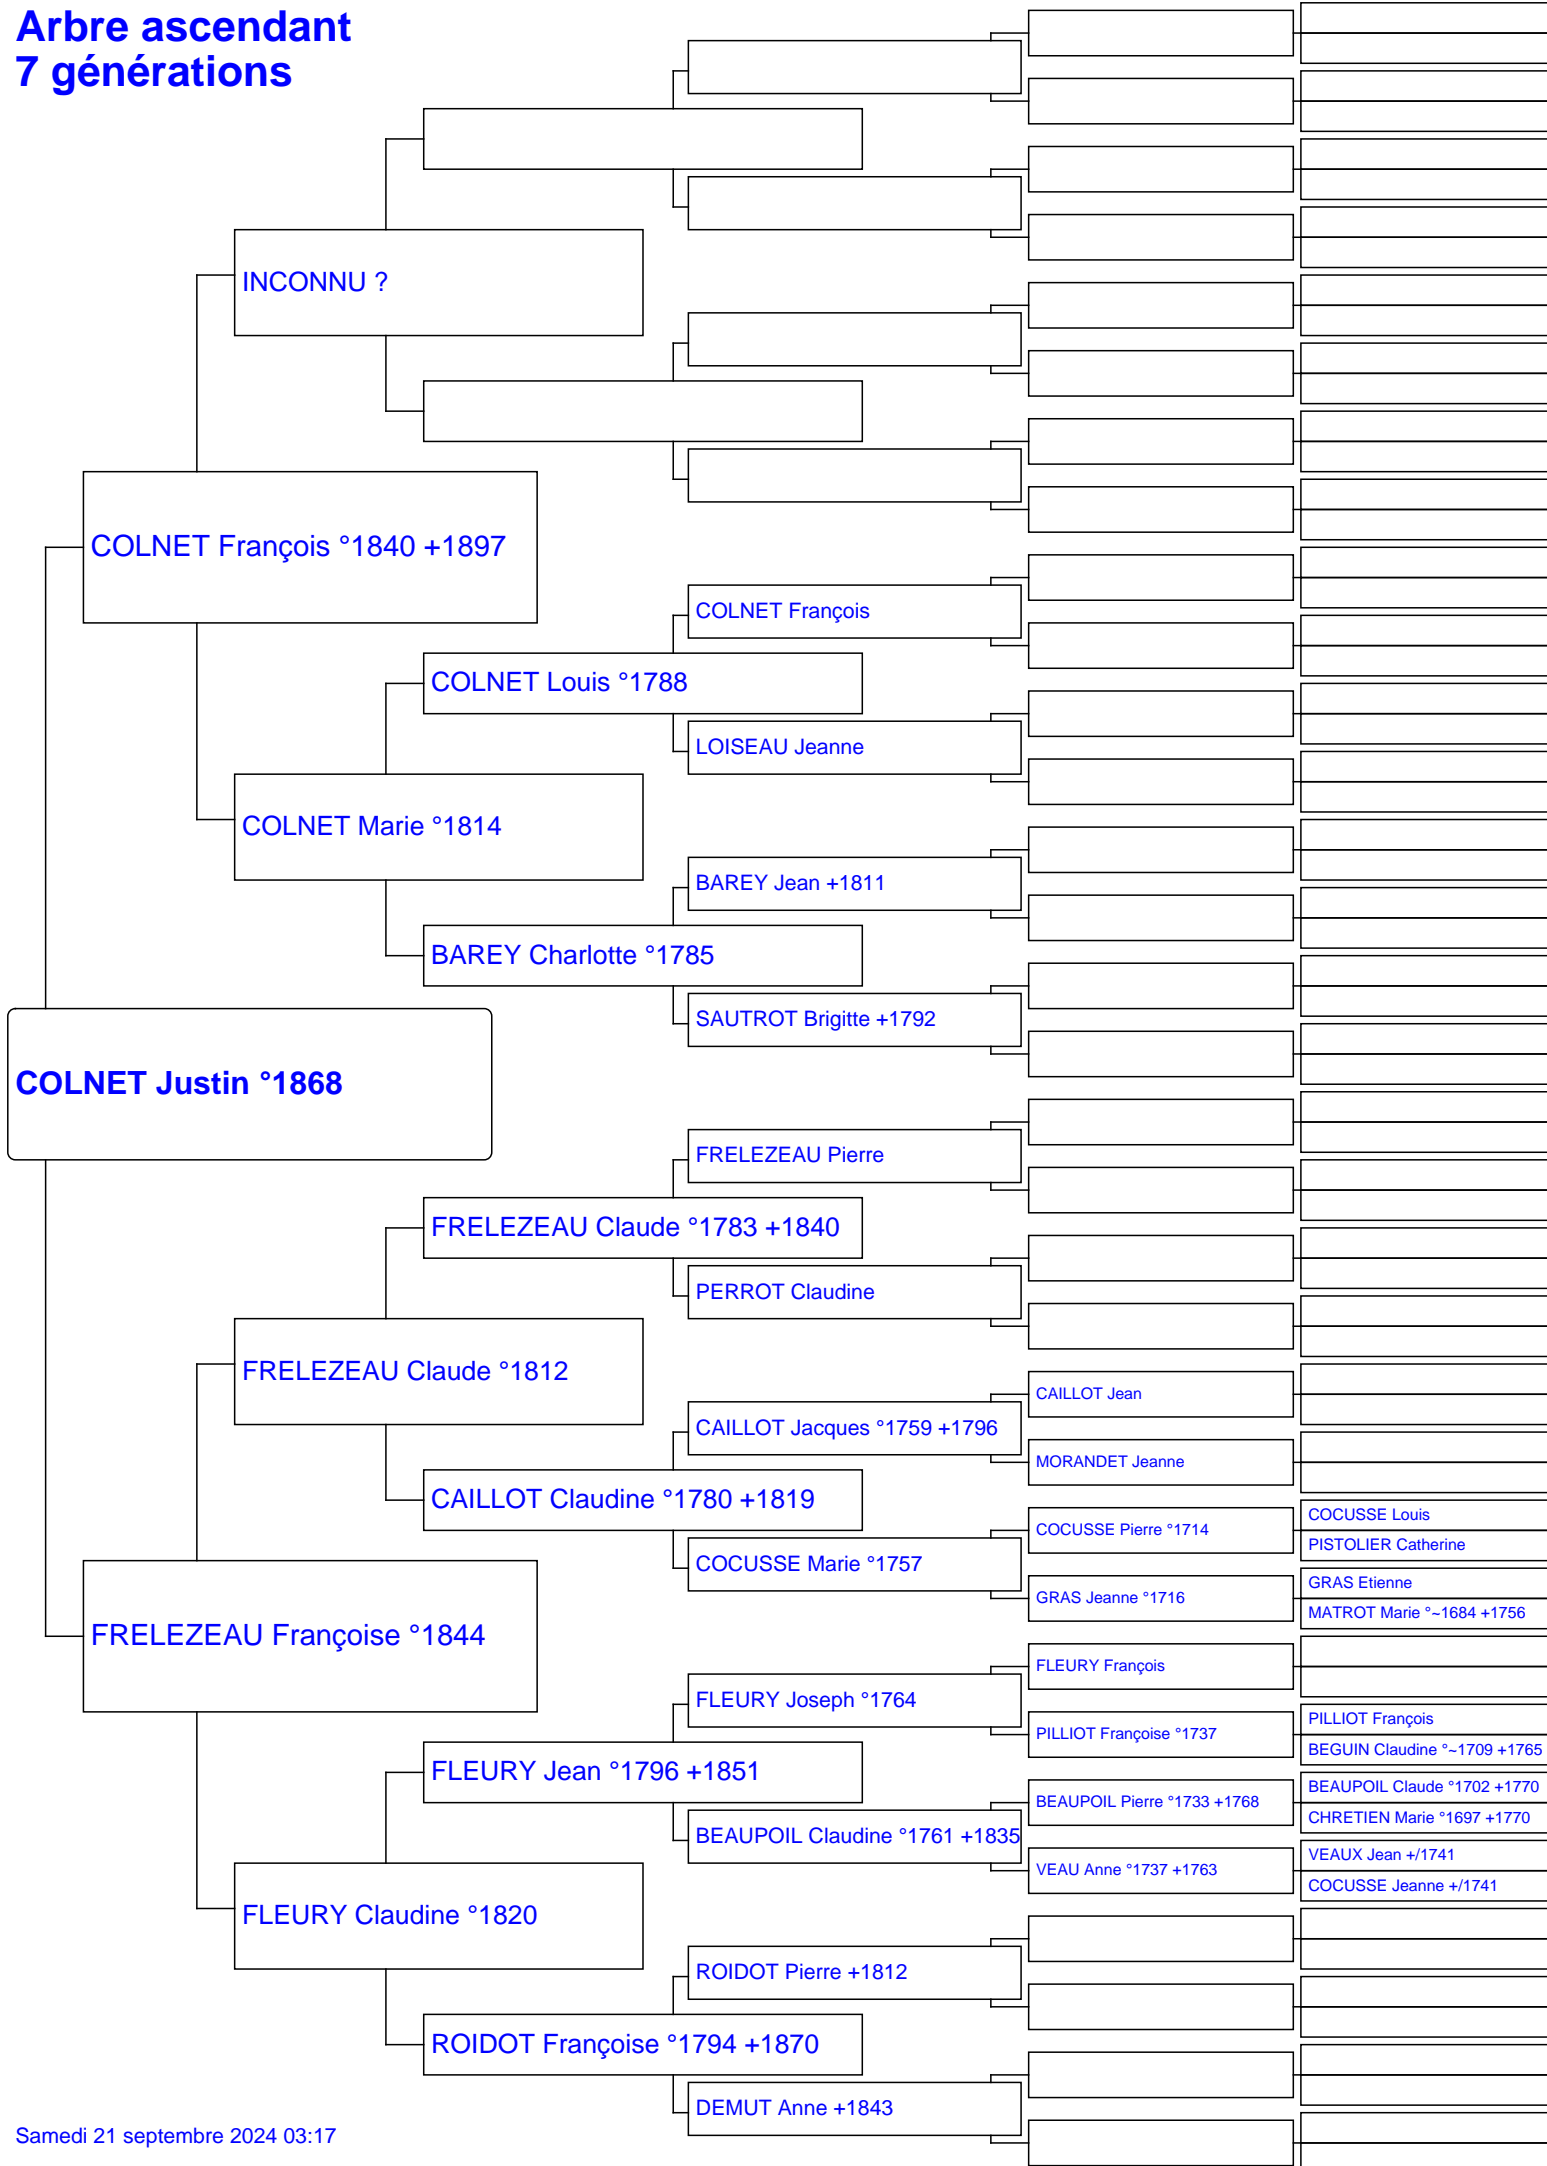 Arbre ascendant
7 générations
INCONNU ?
COLNET François °1840 +1897
COLNET François
COLNET Louis °1788
LOISEAU Jeanne
COLNET Marie °1814
BAREY Jean +1811
BAREY Charlotte °1785
SAUTROT Brigitte +1792
COLNET Justin °1868
FRELEZEAU Pierre
FRELEZEAU Claude °1783 +1840
PERROT Claudine
FRELEZEAU Claude °1812
CAILLOT Jean
CAILLOT Jacques °1759 +1796
MORANDET Jeanne
CAILLOT Claudine °1780 +1819
COCUSSE Louis
COCUSSE Pierre °1714
PISTOLIER Catherine
COCUSSE Marie °1757
GRAS Etienne
GRAS Jeanne °1716
MATROT Marie °~1684 +1756
FRELEZEAU Françoise °1844
FLEURY François
FLEURY Joseph °1764
PILLIOT François
PILLIOT Françoise °1737
BEGUIN Claudine °~1709 +1765
FLEURY Jean °1796 +1851
BEAUPOIL Claude °1702 +1770
BEAUPOIL Pierre °1733 +1768
CHRETIEN Marie °1697 +1770
BEAUPOIL Claudine °1761 +1835
VEAUX Jean +/1741
VEAU Anne °1737 +1763
COCUSSE Jeanne +/1741
FLEURY Claudine °1820
ROIDOT Pierre +1812
ROIDOT Françoise °1794 +1870
DEMUT Anne +1843
Samedi 21 septembre 2024 03:17